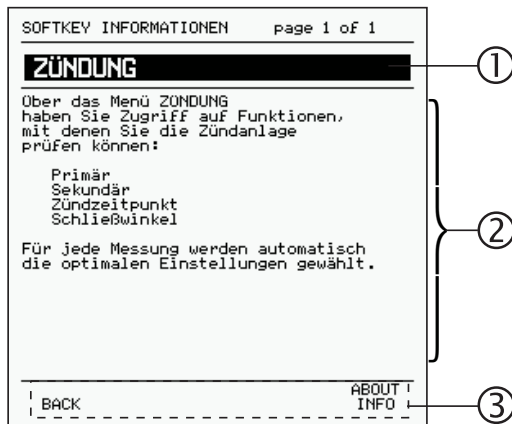 SOFTKEY INFORMATIONEN page 1 of 1
ZÜNDUNG
1
Über das Menü ZÜNDUNG
haben Sie Zugriff auf Funktionen,
mit denen Sie die Zündanlage
prüfen können:
Primär
Sekundär
Zündzeitpunkt
Schließwinkel
2
Für jede Messung werden automatisch
die optimalen Einstellungen gewählt.
ABOUT
BACK INFO
3